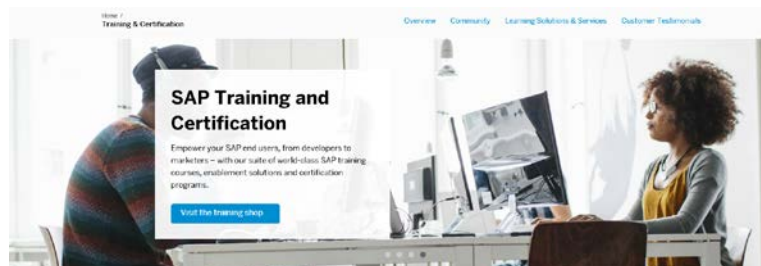 Home /
Training & Certification
Overview Community Learning Solutions & Services Customer Testimonials
SAP Training and
Certification
Empower your SAP end users, from developers to
marketers – with our suite of world-class SAP training
courses, enablement solutions and certification
programs.
Visit the training shop